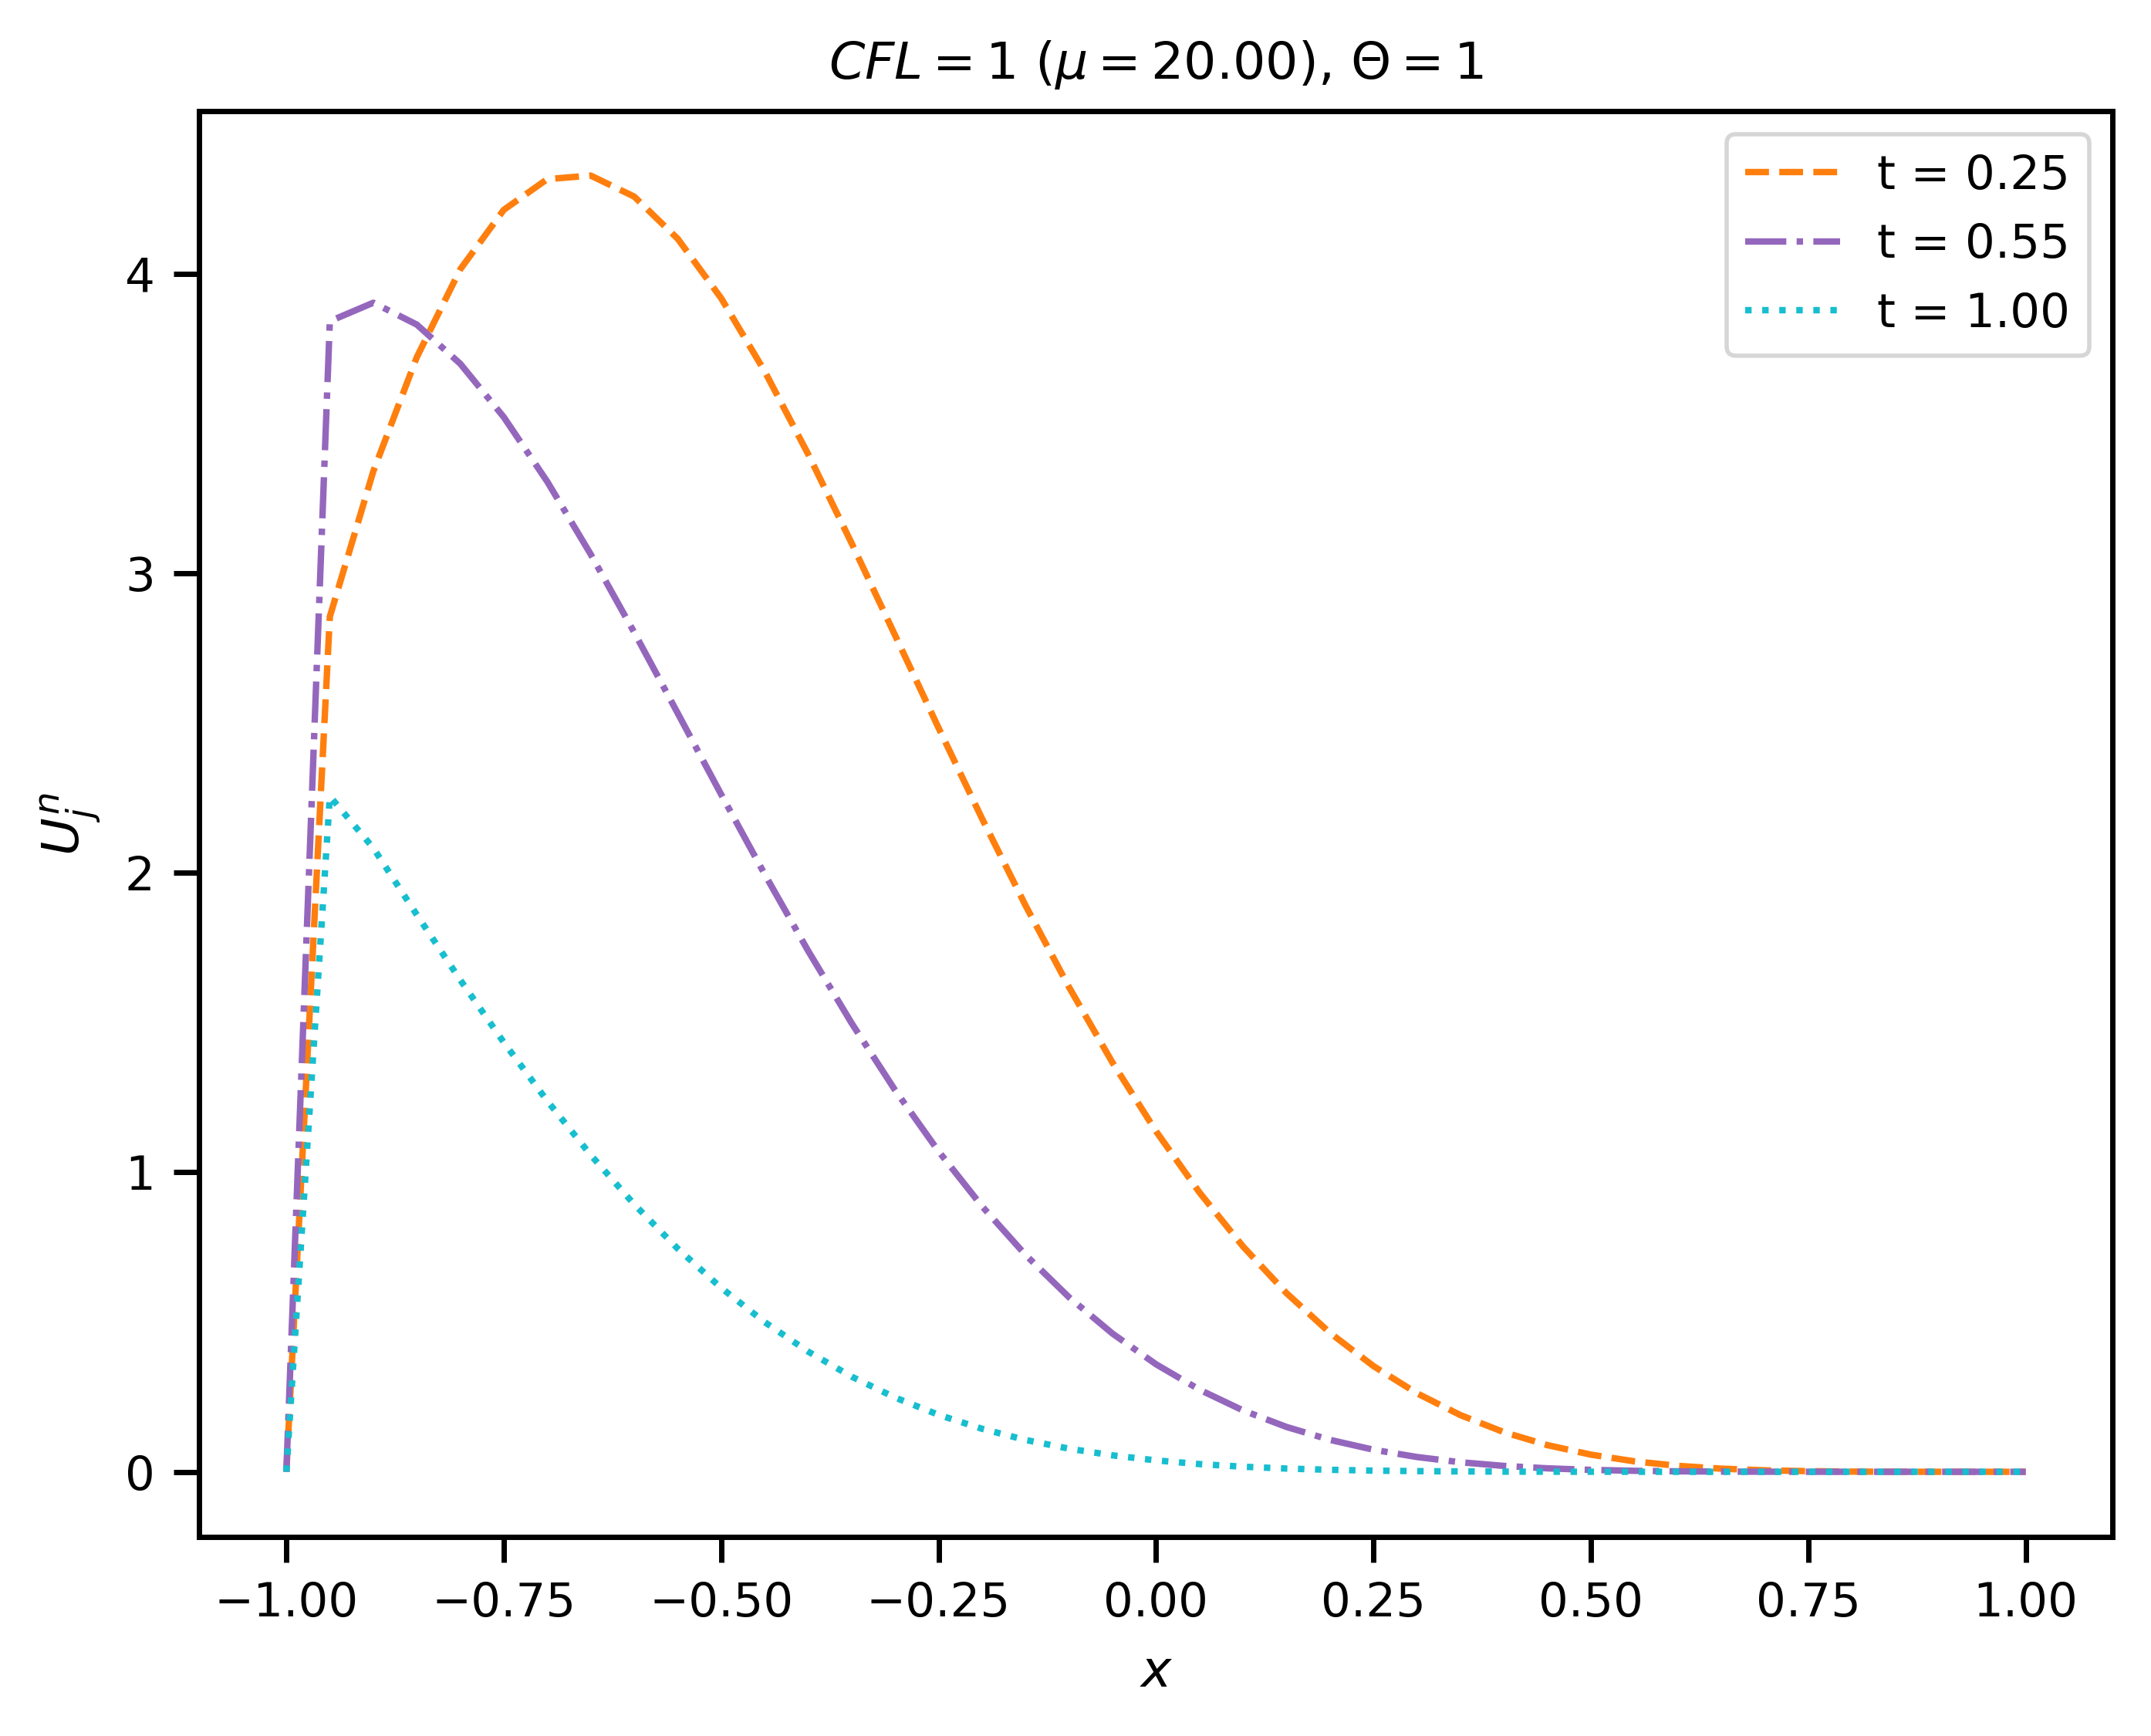 CFL = 1 (μ = 20.00), Θ = 1
t = 0.25
t = 0.55
t = 1.00
4
3
2
1
0
U_j^n
−1.00 −0.75 −0.50 −0.25 0.00 0.25 0.50 0.75 1.00
x